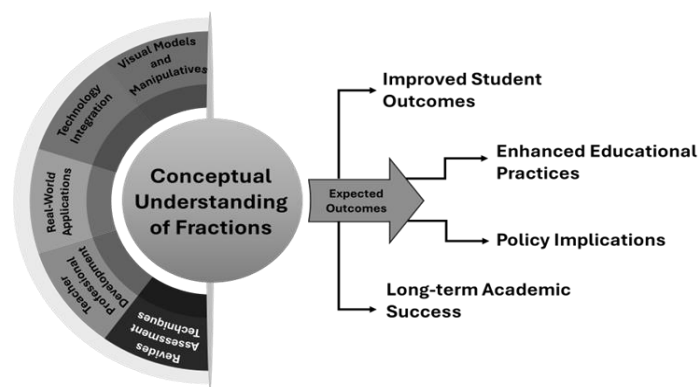 Visual Models
and
Manipulatives
Technology
Integration
Real-World
Applications
Teacher
Professional
Development
Revides
Assessment
Techniques
Conceptual
Understanding
of Fractions
Expected
Outcomes
Improved Student
Outcomes
Enhanced Educational
Practices
Policy Implications
Long-term Academic
Success